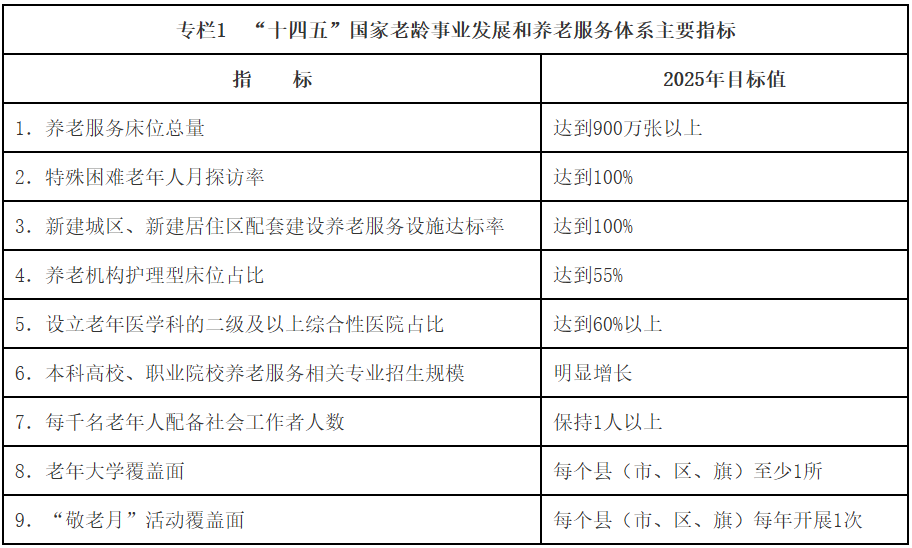 专栏1 “十四五”国家老龄事业发展和养老服务体系主要指标
指 标 2025年目标值
1．养老服务床位总量 达到900万张以上
2．特殊困难老年人月探访率 达到100%
3．新建城区、新建居住区配套建设养老服务设施达标率 达到100%
4．养老机构护理型床位占比 达到55%
5．设立老年医学科的二级及以上综合性医院占比 达到60%以上
6．本科高校、职业院校养老服务相关专业招生规模 明显增长
7．每千名老年人配备社会工作者人数 保持1人以上
8．老年大学覆盖面 每个县（市、区、旗）至少1所
9．“敬老月”活动覆盖面 每个县（市、区、旗）每年开展1次